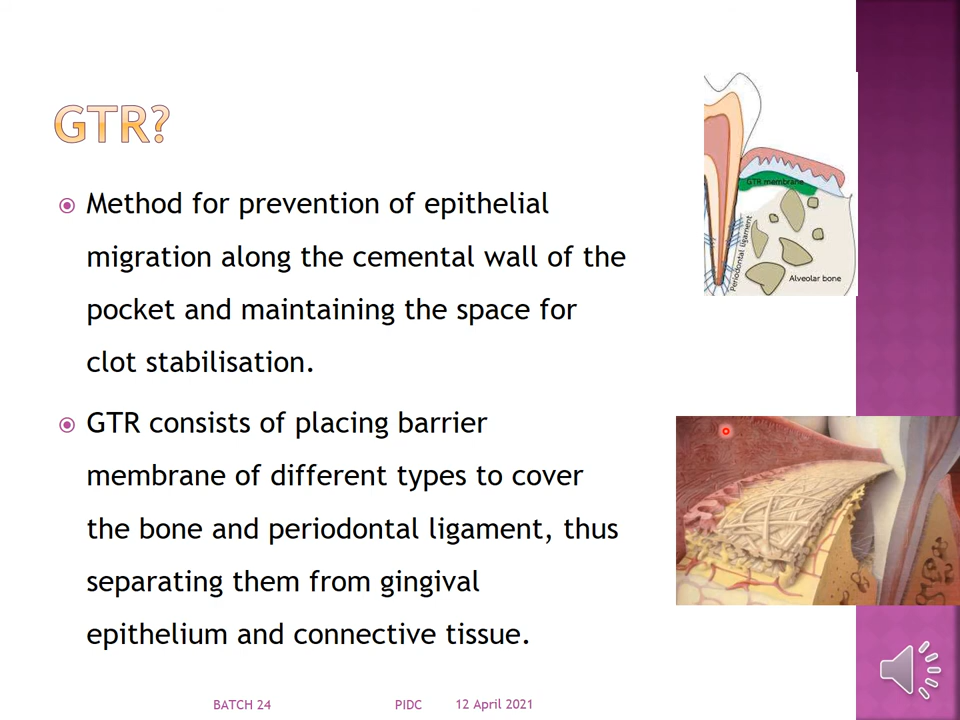 GTR?
Method for prevention of epithelial
migration along the cemental wall of the
pocket and maintaining the space for
clot stabilisation.
GTR consists of placing barrier
membrane of different types to cover
the bone and periodontal ligament, thus
separating them from gingival
epithelium and connective tissue.
GTR membrane
Periodontal ligament
Alveolar bone
BATCH 24
PIDC
12 April 2021